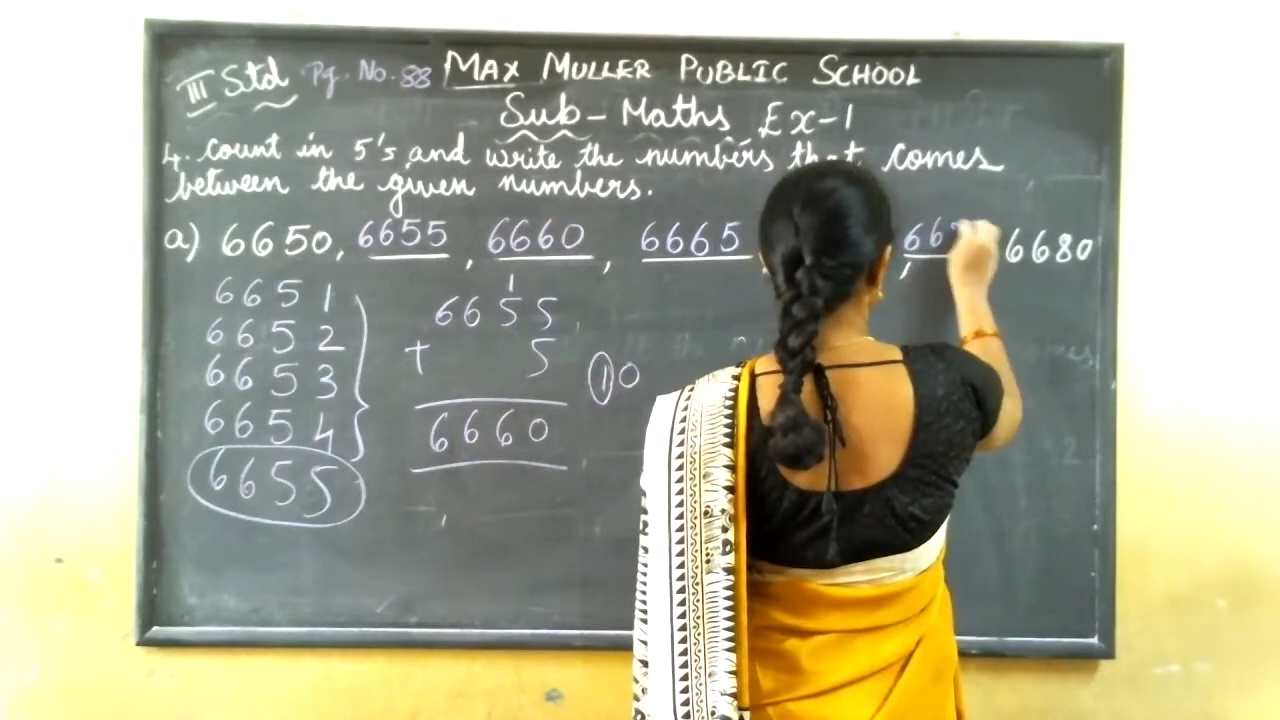 III Std Pg. No. 88 MAX MULLER PUBLIC SCHOOL
Sub - Maths Ex-1
4. count in 5's and write the numbers that comes
between the given numbers.
a) 6650, 6655, 6660, 6665, 6680
6651
6652
6653
6654
6655
1
6655
+ 5
6660
10